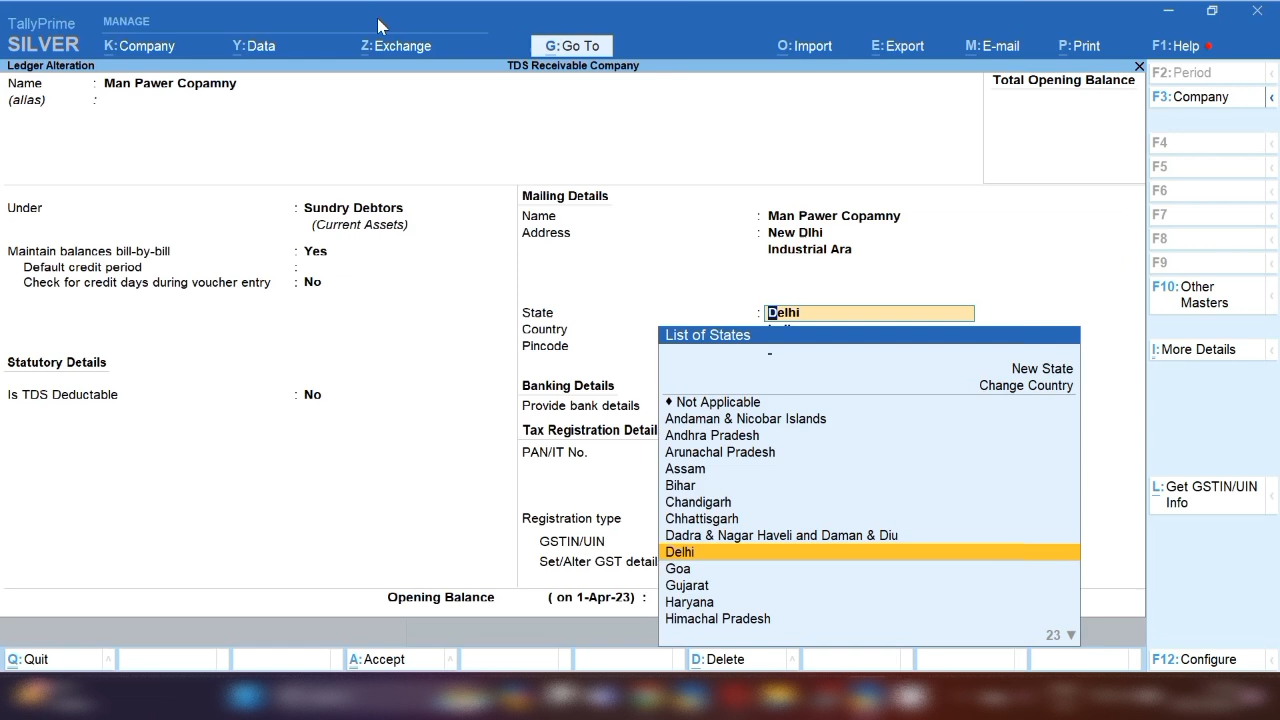 TallyPrime
MANAGE
SILVER
K:Company
Y:Data
Z:Exchange
G:Go To
O:Import
E:Export
M:E-mail
P:Print
F1:Help
Ledger Alteration
TDS Receivable Company
Name : Man Pawer Copamny
(alias) :
Total Opening Balance
F2:Period
F3:Company
F4
F5
F6
F7
F8
F9
F10:Other
Masters
I:More Details
L:Get GSTIN/UIN
Info
Under : Sundry Debtors
(Current Assets)
Maintain balances bill-by-bill : Yes
Default credit period :
Check for credit days during voucher entry : No
Statutory Details
Is TDS Deductable : No
Mailing Details
Name : Man Pawer Copamny
Address : New Dlhi
Industrial Ara
State : Delhi
Country
Pincode
Banking Details
Provide bank details
Tax Registration Detail
PAN/IT No.
Registration type
GSTIN/UIN
Set/Alter GST detail
List of States
New State
Change Country
♦ Not Applicable
Andaman & Nicobar Islands
Andhra Pradesh
Arunachal Pradesh
Assam
Bihar
Chandigarh
Chhattisgarh
Dadra & Nagar Haveli and Daman & Diu
Delhi
Goa
Gujarat
Haryana
Himachal Pradesh
23 ▼
Opening Balance ( on 1-Apr-23) :
Q:Quit
A:Accept
D:Delete
F12:Configure